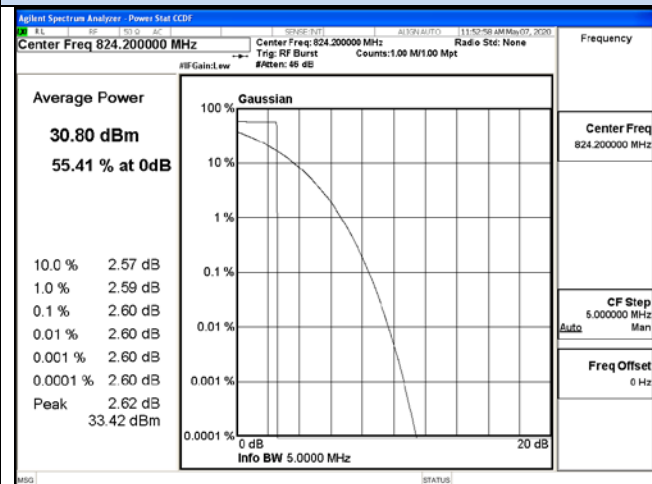 Agilent Spectrum Analyzer - Power Stat CCDF
RL RF 50 Ω AC SENSE:INT ALIGN AUTO 11:52:58 AM May 07, 2020
Center Freq 824.200000 MHz
Center Freq: 824.200000 MHz Radio Std: None
Trig: RF Burst Counts:1.00 M/1.00 Mpt
#IFGain:Low #Atten: 46 dB
Frequency
Average Power
30.80 dBm
55.41 % at 0dB
10.0 % 2.57 dB
1.0 % 2.59 dB
0.1 % 2.60 dB
0.01 % 2.60 dB
0.001 % 2.60 dB
0.0001 % 2.60 dB
Peak 2.62 dB
33.42 dBm
Gaussian
100 %
10 %
1 %
0.1 %
0.01 %
0.001 %
0.0001 %
0 dB 20 dB
Info BW 5.0000 MHz
Center Freq
824.200000 MHz
CF Step
5.000000 MHz
Auto Man
Freq Offset
0 Hz
MSG STATUS